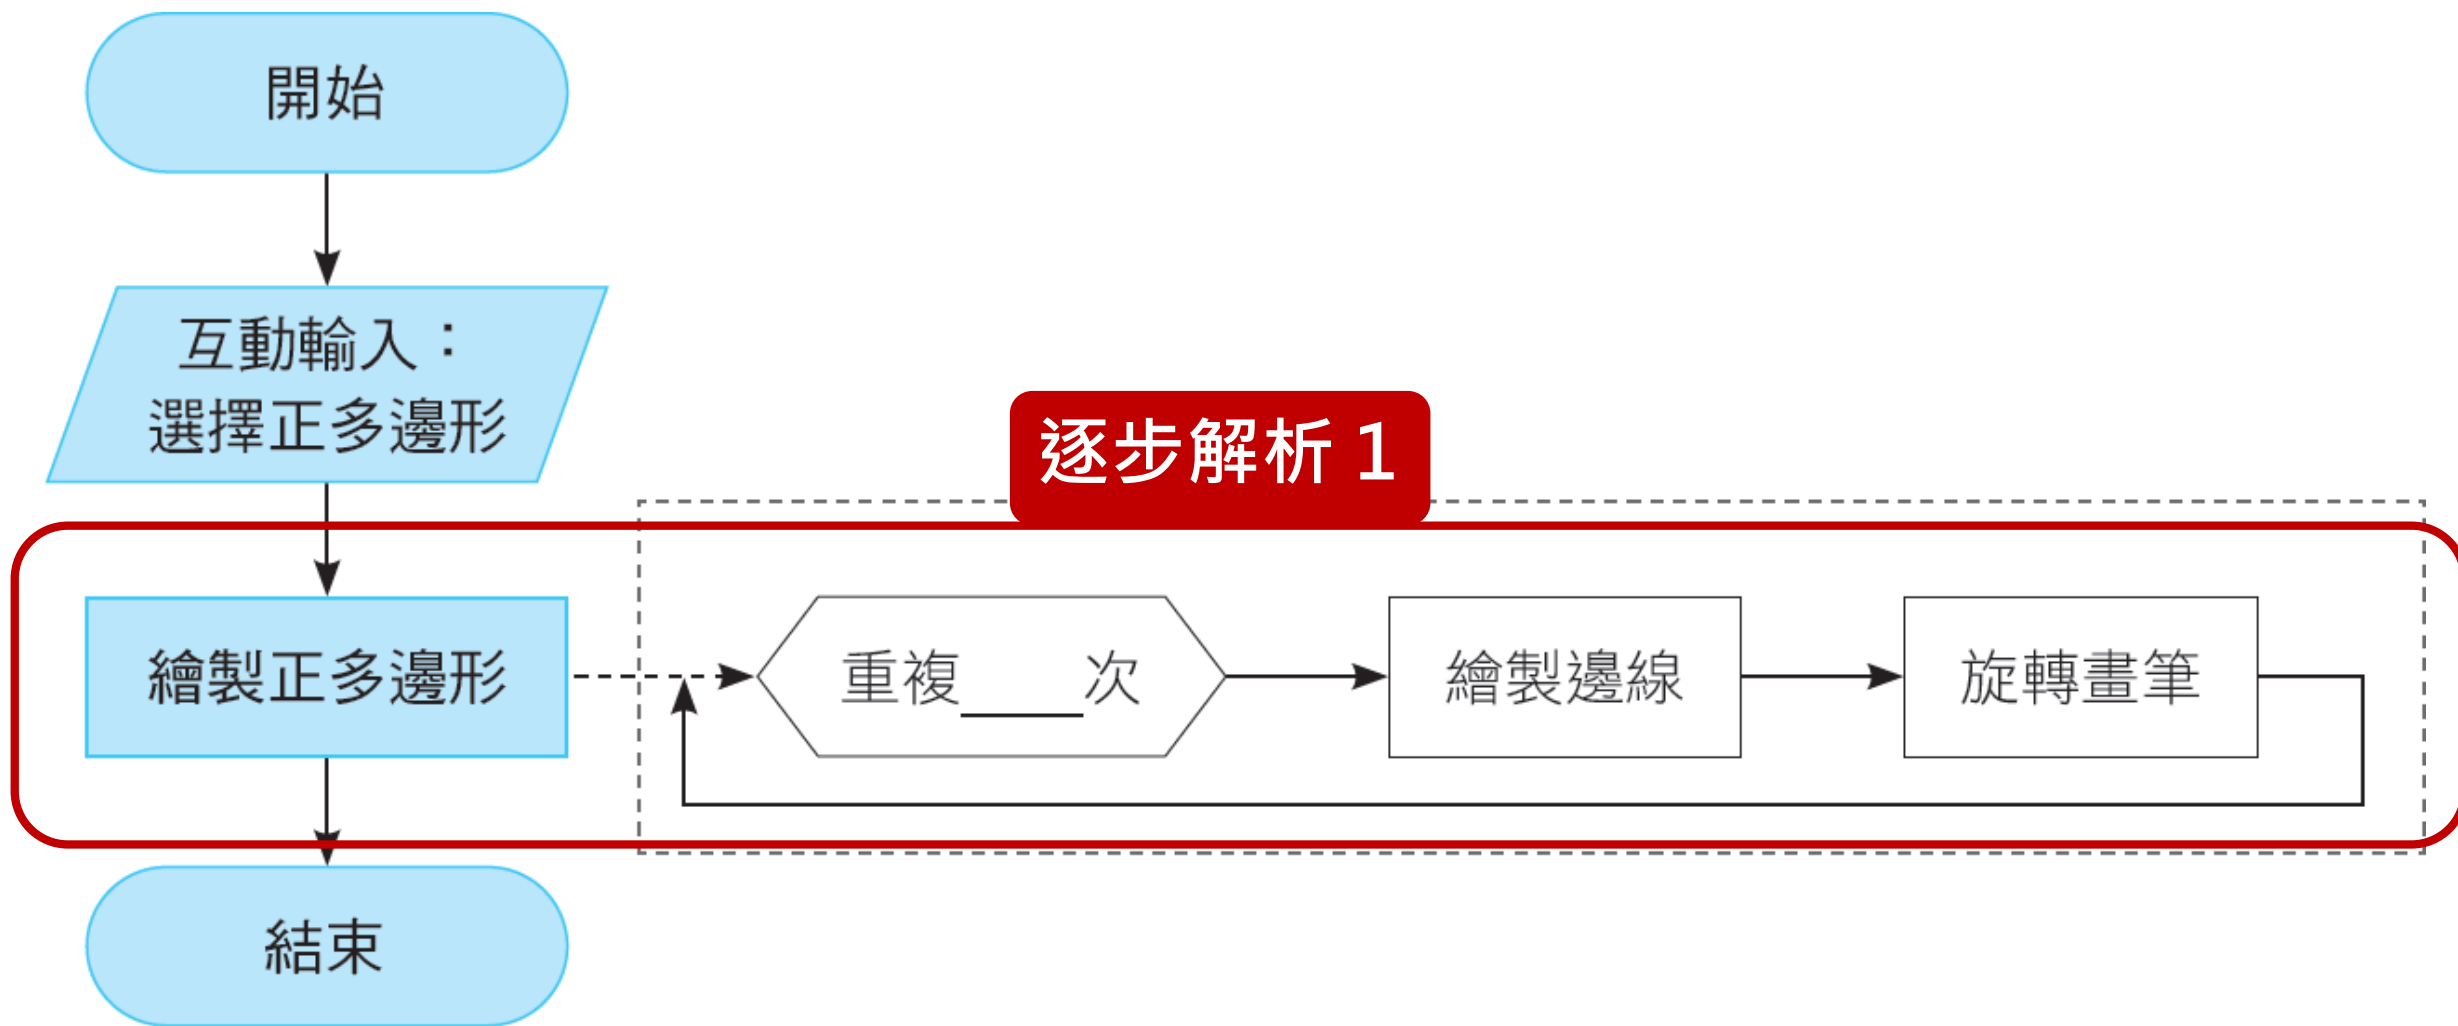 開始
互動輸入：
選擇正多邊形
逐步解析 1
繪製正多邊形
重複____次
繪製邊線
旋轉畫筆
結束